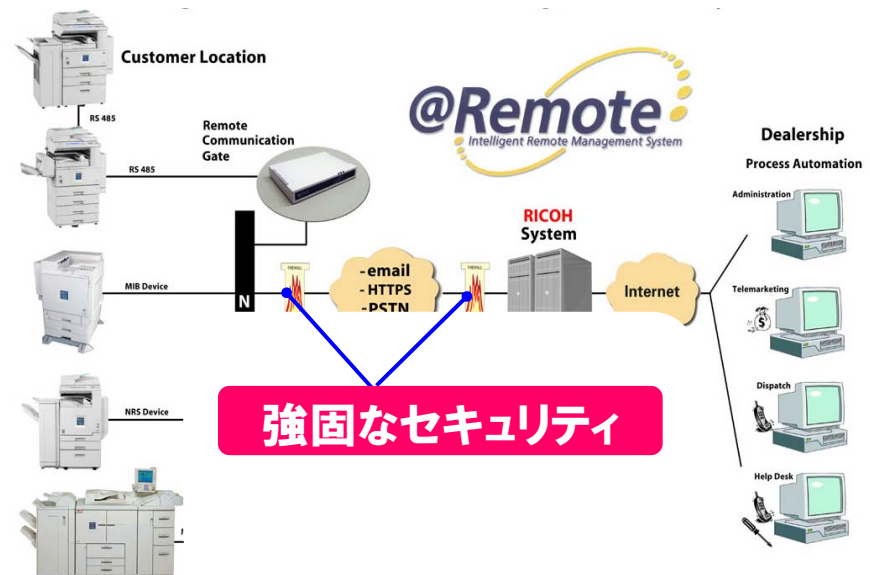 Customer Location
RS 485
Remote
Communication
Gate
RS 485
@Remote
Intelligent Remote Management System
Dealership
Process Automation
Administration
RICOH
System
MIB Device
N
FIREWALL
-email
- HTTPS
-PSTN
FIREWALL
Internet
Telemarketing
$
Dispatch
強固なセキュリティ
NRS Device
Help Desk